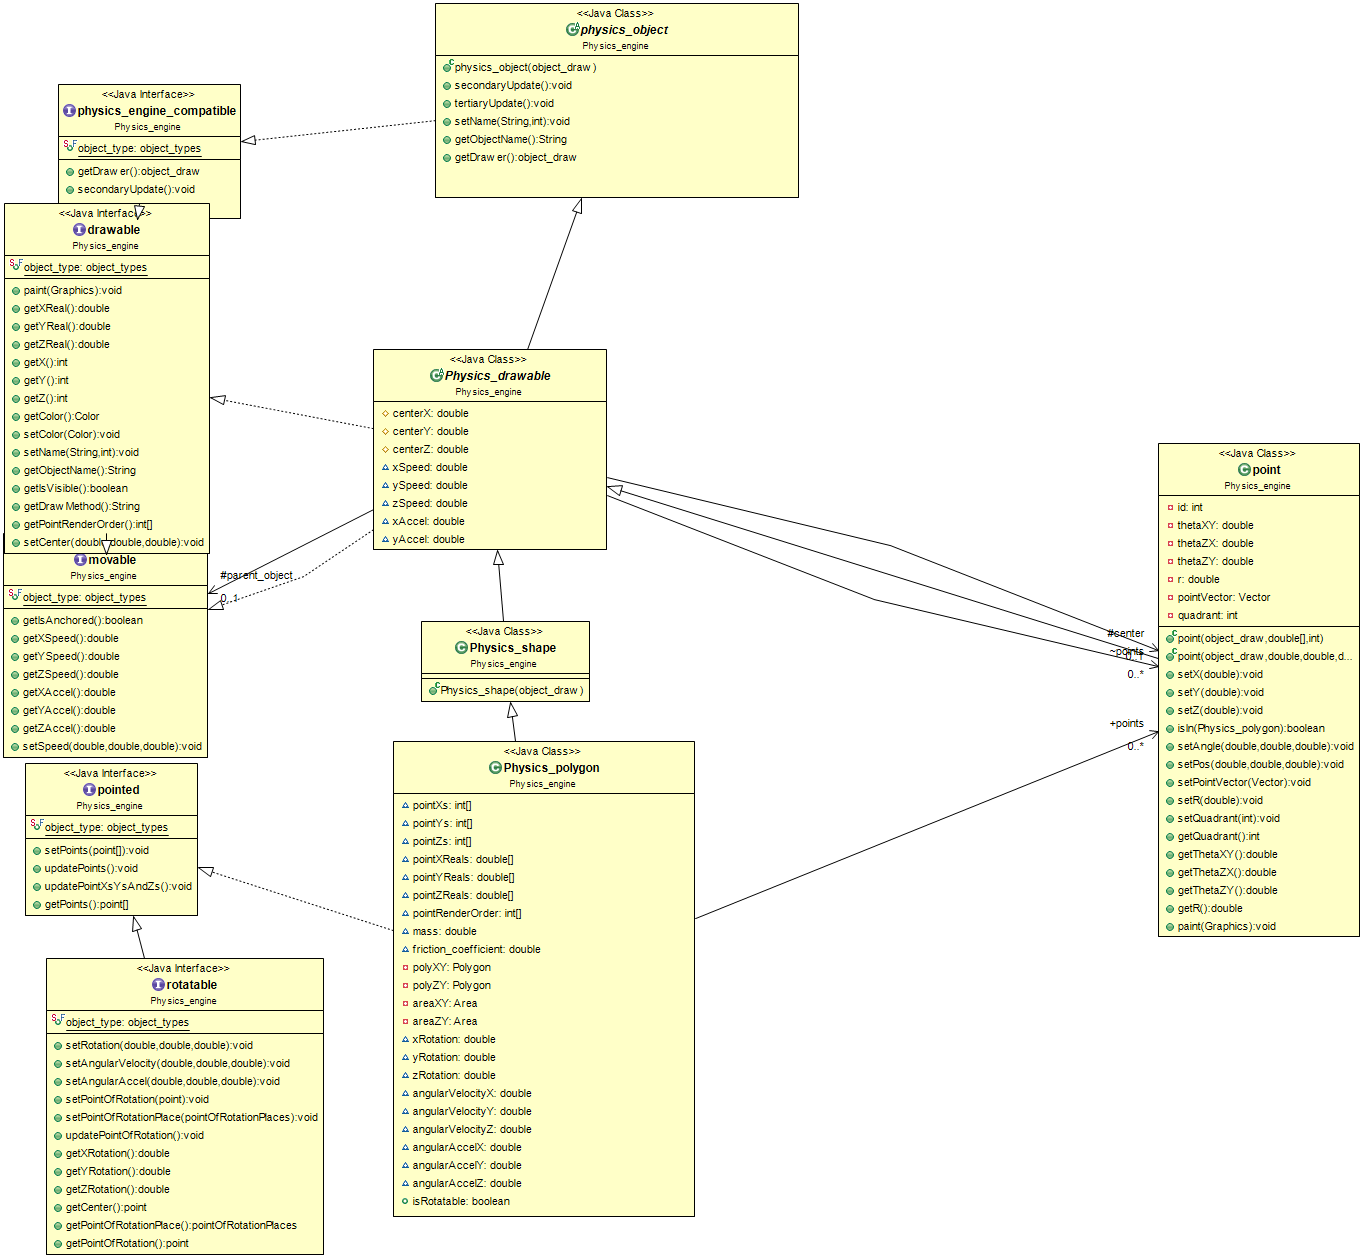 <<Java Class>>
physics_object
Physics_engine
physics_object(object_draw)
secondaryUpdate():void
tertiaryUpdate():void
setName(String,int):void
getObjectName():String
getDrawer():object_draw
<<Java Interface>>
physics_engine_compatible
Physics_engine
object_type: object_types
getDrawer():object_draw
secondaryUpdate():void
<<Java Interface>>
drawable
Physics_engine
object_type: object_types
paint(Graphics):void
getXReal():double
getYReal():double
getZReal():double
getX():int
getY():int
getZ():int
getColor():Color
setColor(Color):void
setName(String,int):void
getObjectName():String
getIsVisible():boolean
getDrawMethod():String
getPointRenderOrder():int[]
setCenter(double,double,double):void
movable
Physics_engine
object_type: object_types
getIsAnchored():boolean
getXSpeed():double
getYSpeed():double
getZSpeed():double
getXAccel():double
getYAccel():double
getZAccel():double
setSpeed(double,double,double):void
<<Java Interface>>
pointed
Physics_engine
object_type: object_types
setPoints(point[]):void
updatePoints():void
updatePointXsYsAndZs():void
getPoints():point[]
<<Java Interface>>
rotatable
Physics_engine
object_type: object_types
setRotation(double,double,double):void
setAngularVelocity(double,double,double):void
setAngularAccel(double,double,double):void
setPointOfRotation(point):void
setPointOfRotationPlace(pointOfRotationPlaces):void
updatePointOfRotation():void
getXRotation():double
getYRotation():double
getZRotation():double
getCenter():point
getPointOfRotationPlace():pointOfRotationPlaces
getPointOfRotation():point
<<Java Class>>
Physics_drawable
Physics_engine
centerX: double
centerY: double
centerZ: double
xSpeed: double
ySpeed: double
zSpeed: double
xAccel: double
yAccel: double
#parent_object
0..1
<<Java Class>>
Physics_shape
Physics_engine
Physics_shape(object_draw)
<<Java Class>>
Physics_polygon
Physics_engine
pointXs: int[]
pointYs: int[]
pointZs: int[]
pointXReals: double[]
pointYReals: double[]
pointZReals: double[]
pointRenderOrder: int[]
mass: double
friction_coefficient: double
polyXY: Polygon
polyZY: Polygon
areaXY: Area
areaZY: Area
xRotation: double
yRotation: double
zRotation: double
angularVelocityX: double
angularVelocityY: double
angularVelocityZ: double
angularAccelX: double
angularAccelY: double
angularAccelZ: double
isRotatable: boolean
#center
0..1
~points
0..*
+points
0..*
<<Java Class>>
point
Physics_engine
id: int
thetaXY: double
thetaZX: double
thetaZY: double
r: double
pointVector: Vector
quadrant: int
point(object_draw,double[],int)
point(object_draw,double,double,d...
setX(double):void
setY(double):void
setZ(double):void
isIn(Physics_polygon):boolean
setAngle(double,double,double):void
setPos(double,double,double):void
setPointVector(Vector):void
setR(double):void
setQuadrant(int):void
getQuadrant():int
getThetaXY():double
getThetaZX():double
getThetaZY():double
getR():double
paint(Graphics):void